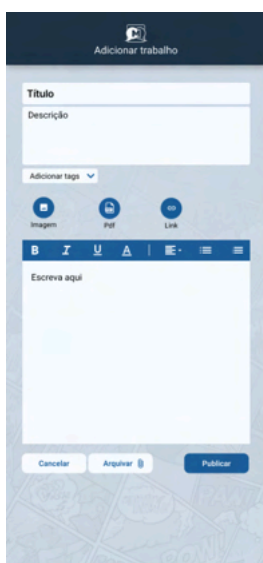 Adicionar trabalho
Título
Descrição
Adicionar tags
Imagem Pdf Link
B I U A
Escreva aqui
Cancelar Arquivar Publicar